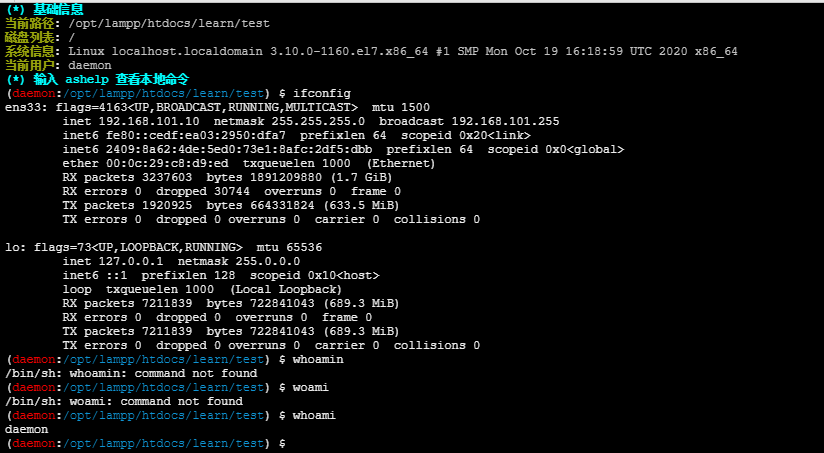 (*) 基础信息
当前路径: /opt/lampp/htdocs/learn/test
磁盘列表: /
系统信息: Linux localhost.localdomain 3.10.0-1160.el7.x86_64 #1 SMP Mon Oct 19 16:18:59 UTC 2020 x86_64
当前用户: daemon
(*) 输入 ashelp 查看本地命令
(daemon:/opt/lampp/htdocs/learn/test) $ ifconfig
ens33: flags=4163<UP,BROADCAST,RUNNING,MULTICAST>  mtu 1500
        inet 192.168.101.10  netmask 255.255.255.0  broadcast 192.168.101.255
        inet6 fe80::cedf:ea03:2950:dfa7  prefixlen 64  scopeid 0x20<link>
        inet6 2409:8a62:4de:5ed0:73e1:8afc:2df5:dbb  prefixlen 64  scopeid 0x0<global>
        ether 00:0c:29:c8:d9:ed  txqueuelen 1000  (Ethernet)
        RX packets 3237603  bytes 1891209880 (1.7 GiB)
        RX errors 0  dropped 30744  overruns 0  frame 0
        TX packets 1920925  bytes 664331824 (633.5 MiB)
        TX errors 0  dropped 0 overruns 0  carrier 0  collisions 0
lo: flags=73<UP,LOOPBACK,RUNNING>  mtu 65536
        inet 127.0.0.1  netmask 255.0.0.0
        inet6 ::1  prefixlen 128  scopeid 0x10<host>
        loop  txqueuelen 1000  (Local Loopback)
        RX packets 7211839  bytes 722841043 (689.3 MiB)
        RX errors 0  dropped 0  overruns 0  frame 0
        TX packets 7211839  bytes 722841043 (689.3 MiB)
        TX errors 0  dropped 0 overruns 0  carrier 0  collisions 0
(daemon:/opt/lampp/htdocs/learn/test) $ whoamin
/bin/sh: whoamin: command not found
(daemon:/opt/lampp/htdocs/learn/test) $ woami
/bin/sh: woami: command not found
(daemon:/opt/lampp/htdocs/learn/test) $ whoami
daemon
(daemon:/opt/lampp/htdocs/learn/test) $